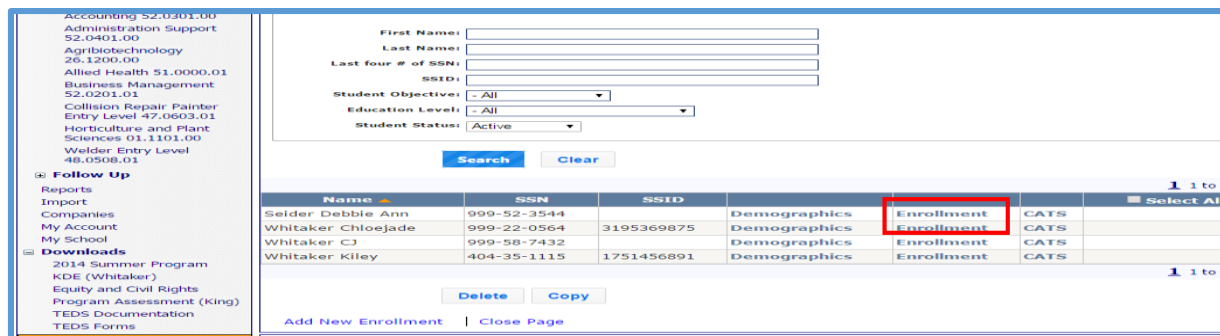 Accounting 52.0301.00
Administration Support
52.0401.00
Agribiotechnology
26.1200.00
Allied Health 51.0000.01
Business Management
52.0201.01
Collision Repair Painter
Entry Level 47.0603.01
Horticulture and Plant
Sciences 01.1101.00
Welder Entry Level
48.0508.01
Follow Up
Reports
Import
Companies
My Account
My School
Downloads
2014 Summer Program
KDE (Whitaker)
Equity and Civil Rights
Program Assessment (King)
TEDS Documentation
TEDS Forms
First Name:
Last Name:
Last four # of SSN:
SSID:
Student Objective: - All
Education Level: - All
Student Status: Active
Search Clear
1 1 to
Name SSN SSID Select Al
Seider Debbie Ann 999-52-3544 Demographics Enrollment CATS
Whitaker Chloejade 999-22-0564 3195369875 Demographics Enrollment CATS
Whitaker CJ 999-58-7432 Demographics Enrollment CATS
Whitaker Kiley 404-35-1115 1751456891 Demographics Enrollment CATS
1 1 to
Delete Copy
Add New Enrollment | Close Page